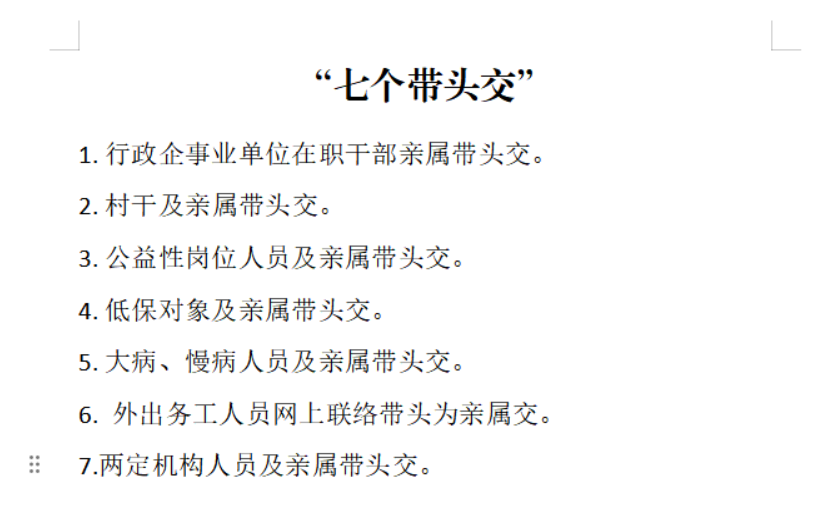 “七个带头交”
1. 行政企事业单位在职干部亲属带头交。
2. 村干及亲属带头交。
3. 公益性岗位人员及亲属带头交。
4. 低保对象及亲属带头交。
5. 大病、慢病人员及亲属带头交。
6. 外出务工人员网上联络带头为亲属交。
7.两定机构人员及亲属带头交。